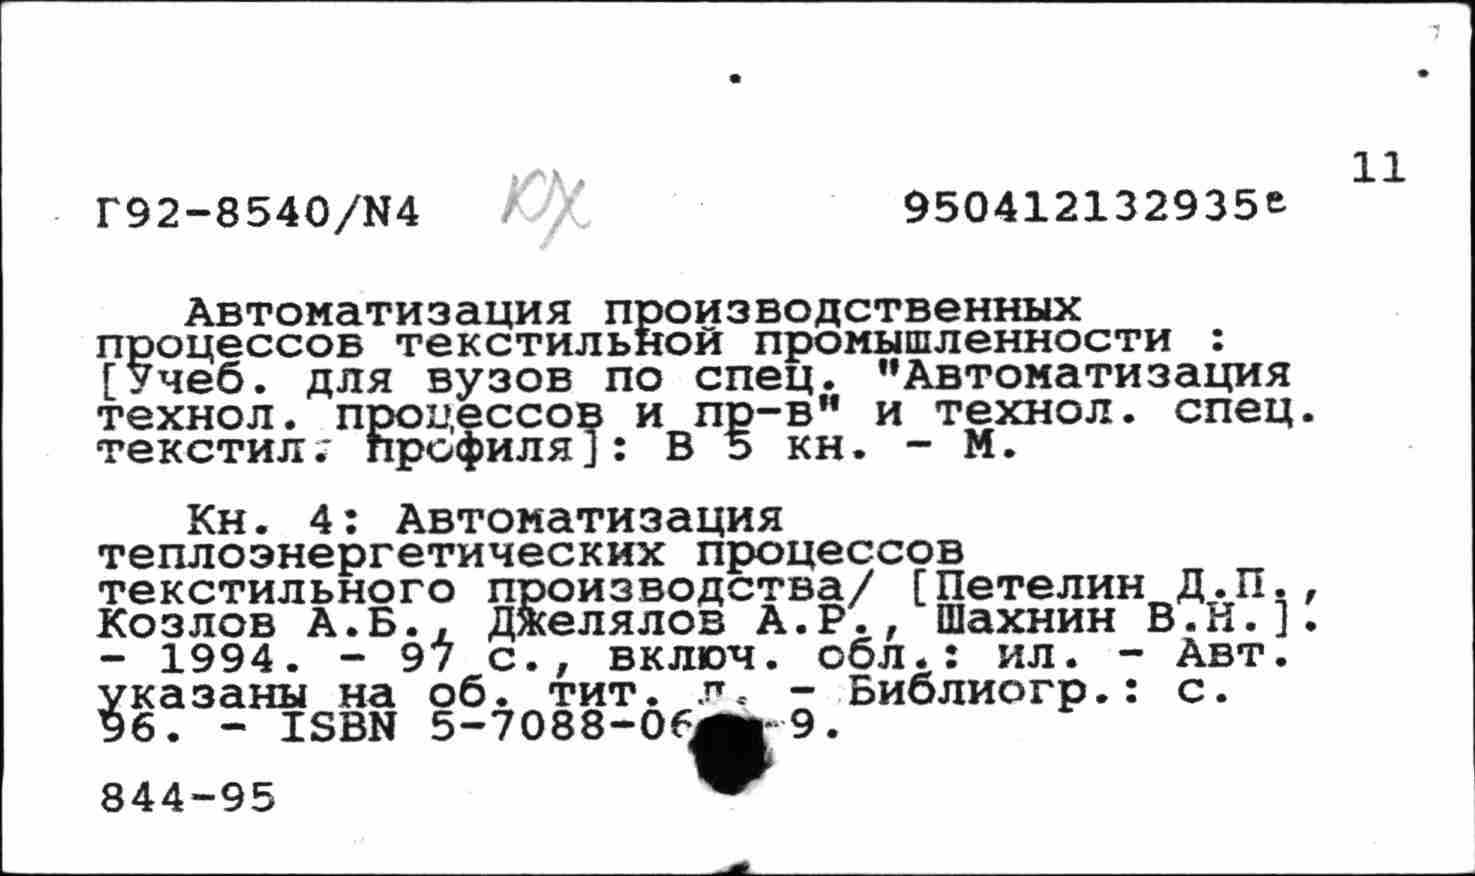 11
Г92-8540/N4 КХ 950412132935е
Автоматизация производственных
процессов текстильной промышленности :
[Учеб. для вузов по спец. "Автоматизация
технол. процессов и пр-в" и технол. спец.
текстил. профиля]: В 5 кн. - М.
Кн. 4: Автоматизация
теплоэнергетических процессов
текстильного производства/ [Петелин Д.П.,
Козлов А.Б., Джелялов А.Р., Шахнин В.Н.].
- 1994. - 97 с., включ. обл.: ил. - Авт.
указаны на об. тит. л. - Библиогр.: с.
96. - ISBN 5-7088-06 -9.
844-95